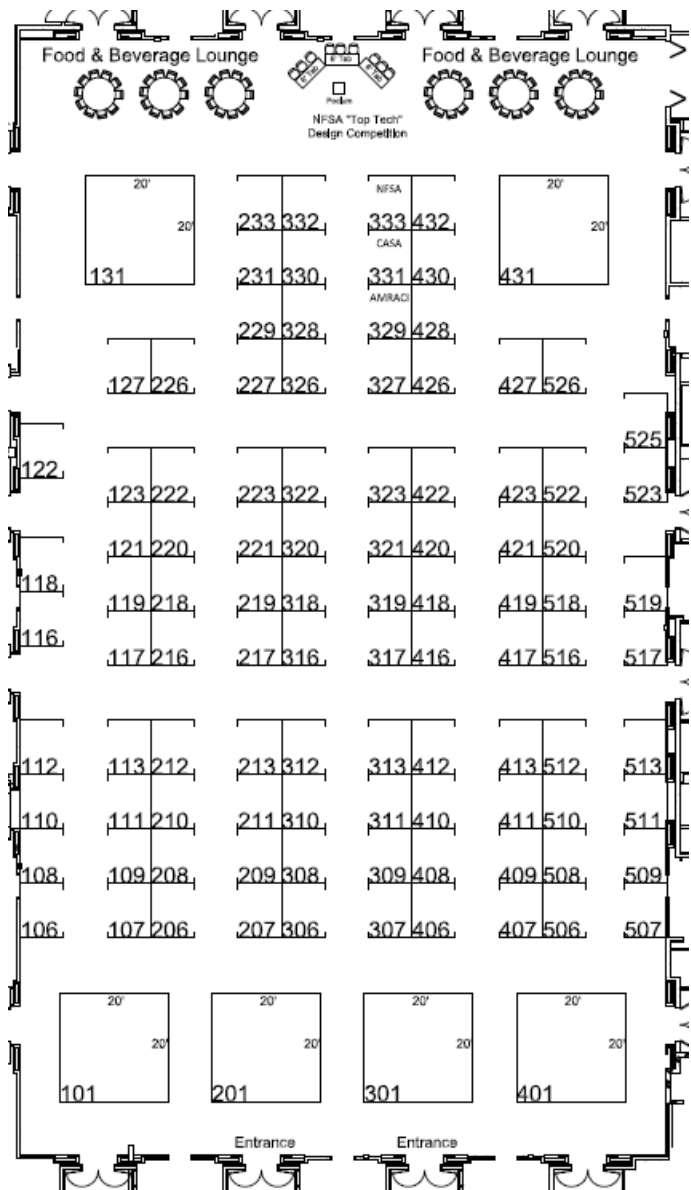 Food & Beverage Lounge
Food & Beverage Lounge
6' Tab
6' Tab
6' Tab
Podium
NFSA "Top Tech"
Design Competition
20' 20' 131
NFSA
20' 20' 431
233 332 333 432
CASA
231 330 331 430
AMRACI
229 328 329 428
127 226 227 326 327 426 427 526
525
122
123 222 223 322 323 422 423 522 523
121 220 221 320 321 420 421 520
118
119 218 219 318 319 418 419 518 519
116
117 216 217 316 317 416 417 516 517
112 113 212 213 312 313 412 413 512 513
110 111 210 211 310 311 410 411 510 511
108 109 208 209 308 309 408 409 508 509
106 107 206 207 306 307 406 407 506 507
20' 20' 20' 20'
20' 20' 20' 20'
101 201 301 401
Entrance
Entrance